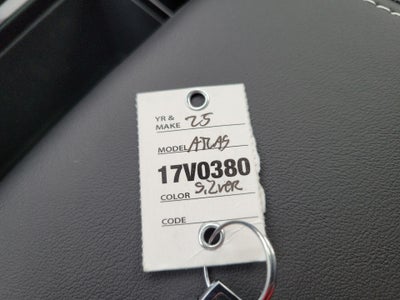 YR & MAKE 25
MODEL ATLAS
17V0380
COLOR SiLVER
CODE